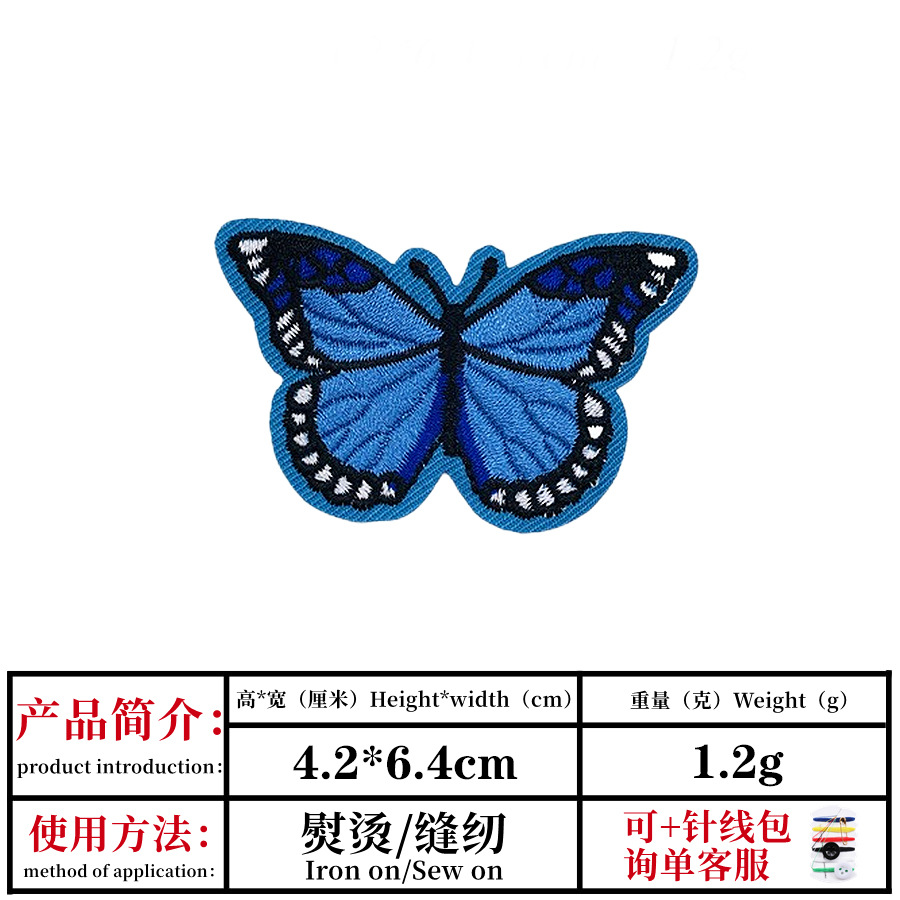 产品简介：
product introduction：
高*宽（厘米）Height*width（cm）
重量（克）Weight（g）
4.2*6.4cm
1.2g
使用方法：
method of application：
熨烫/缝纫
Iron on/Sew on
可+针线包
询单客服